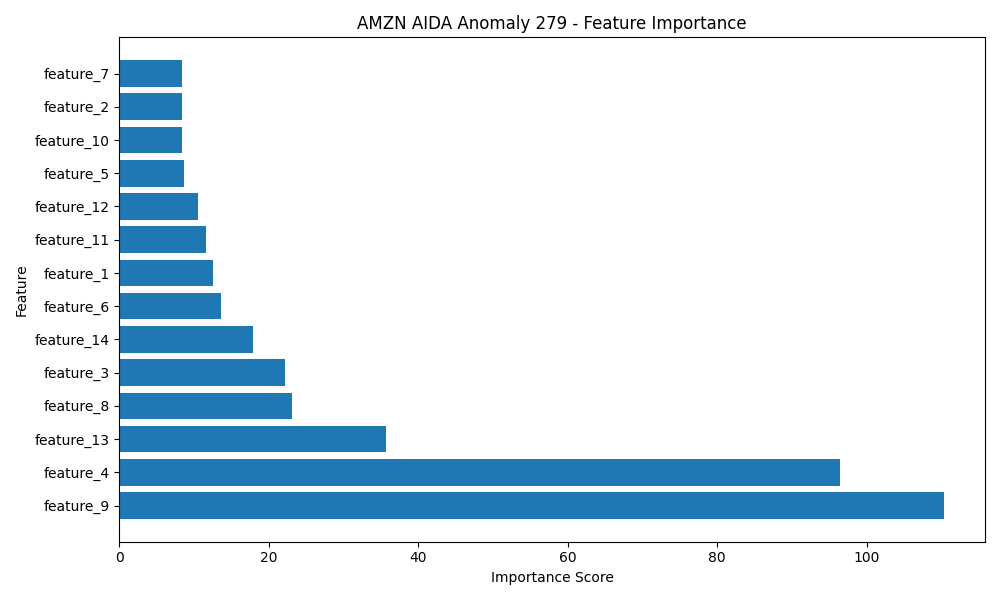 AMZN AIDA Anomaly 279 - Feature Importance
Feature
feature_7
feature_2
feature_10
feature_5
feature_12
feature_11
feature_1
feature_6
feature_14
feature_3
feature_8
feature_13
feature_4
feature_9
0 20 40 60 80 100
Importance Score